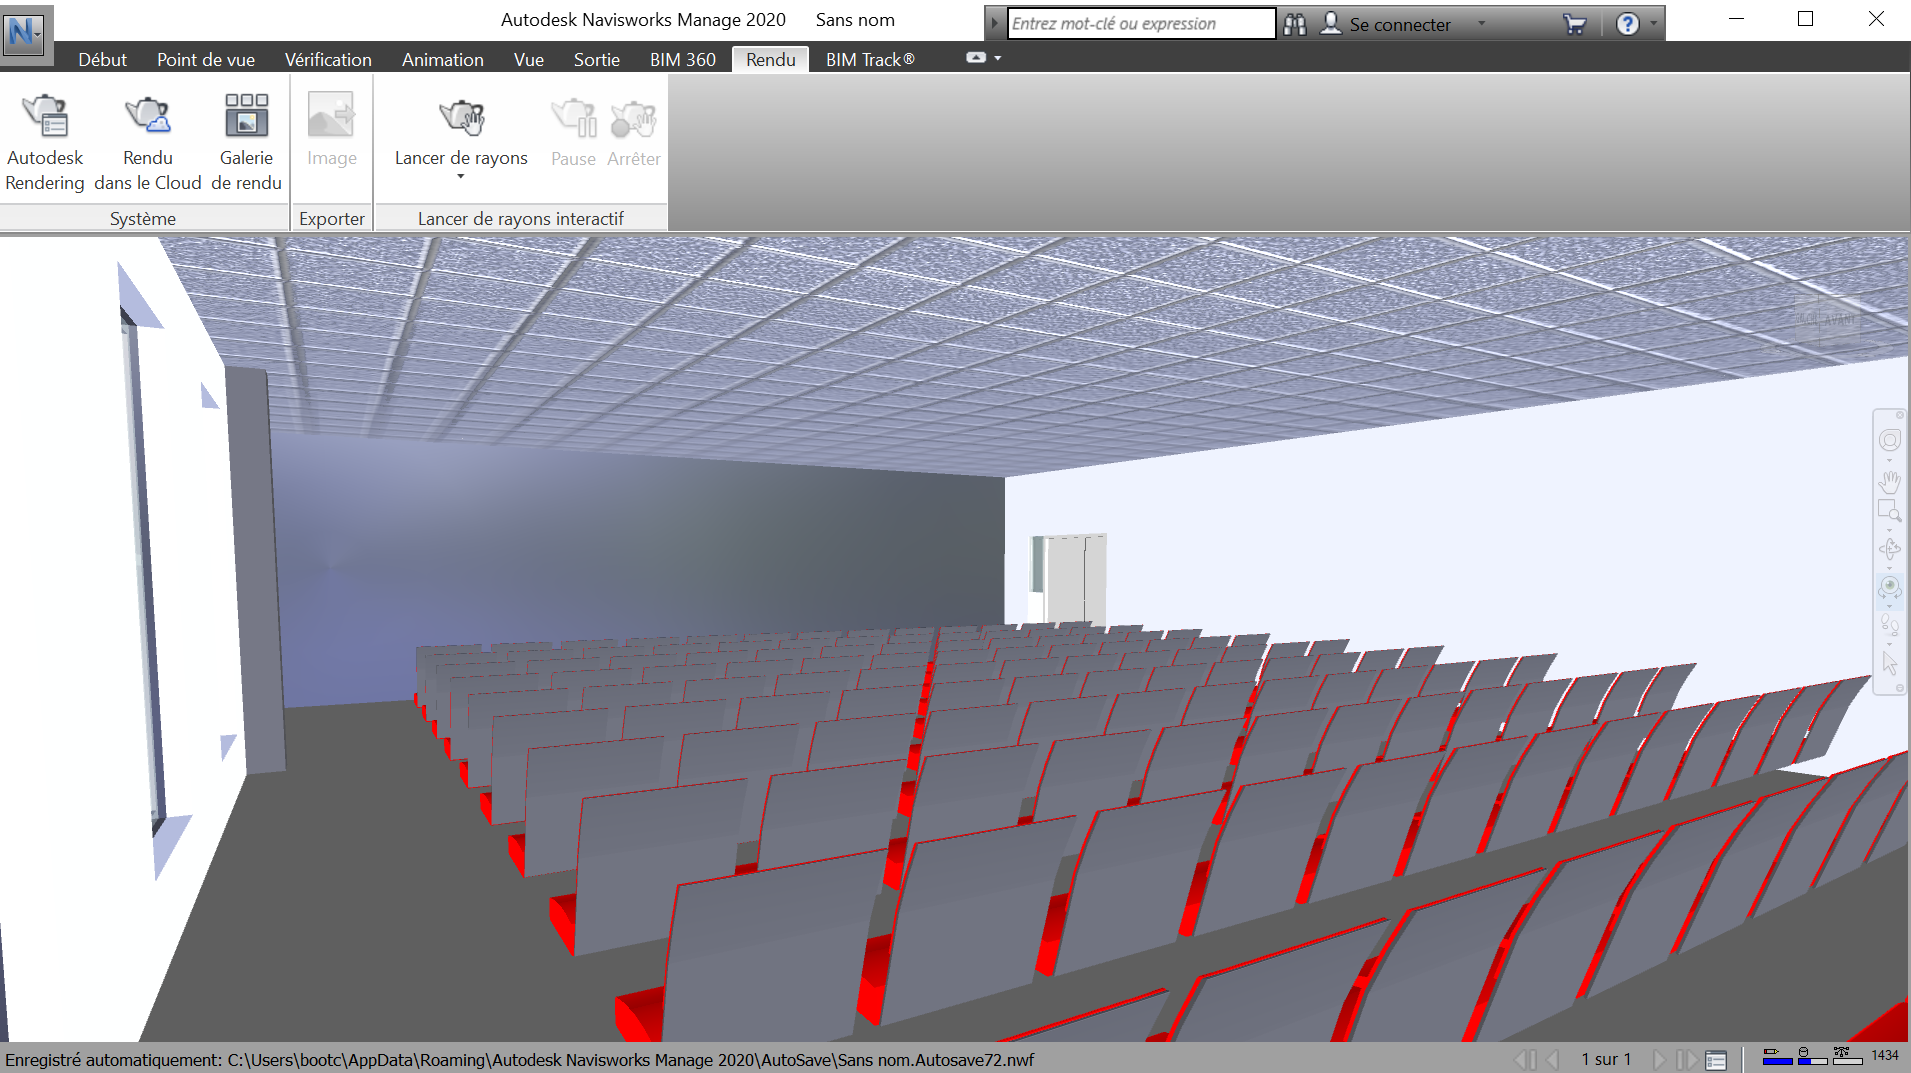 Autodesk Navisworks Manage 2020 Sans nom
Entrez mot-clé ou expression
Se connecter
Début Point de vue Vérification Animation Vue Sortie BIM 360 Rendu BIM Track®
Autodesk Rendering
Rendu dans le Cloud
Galerie de rendu
Image
Lancer de rayons
Pause
Arrêter
Système
Exporter
Lancer de rayons interactif
AVANT
Enregistré automatiquement: C:\Users\bootc\AppData\Roaming\Autodesk Navisworks Manage 2020\AutoSave\Sans nom.Autosave72.nwf
1 sur 1
1434